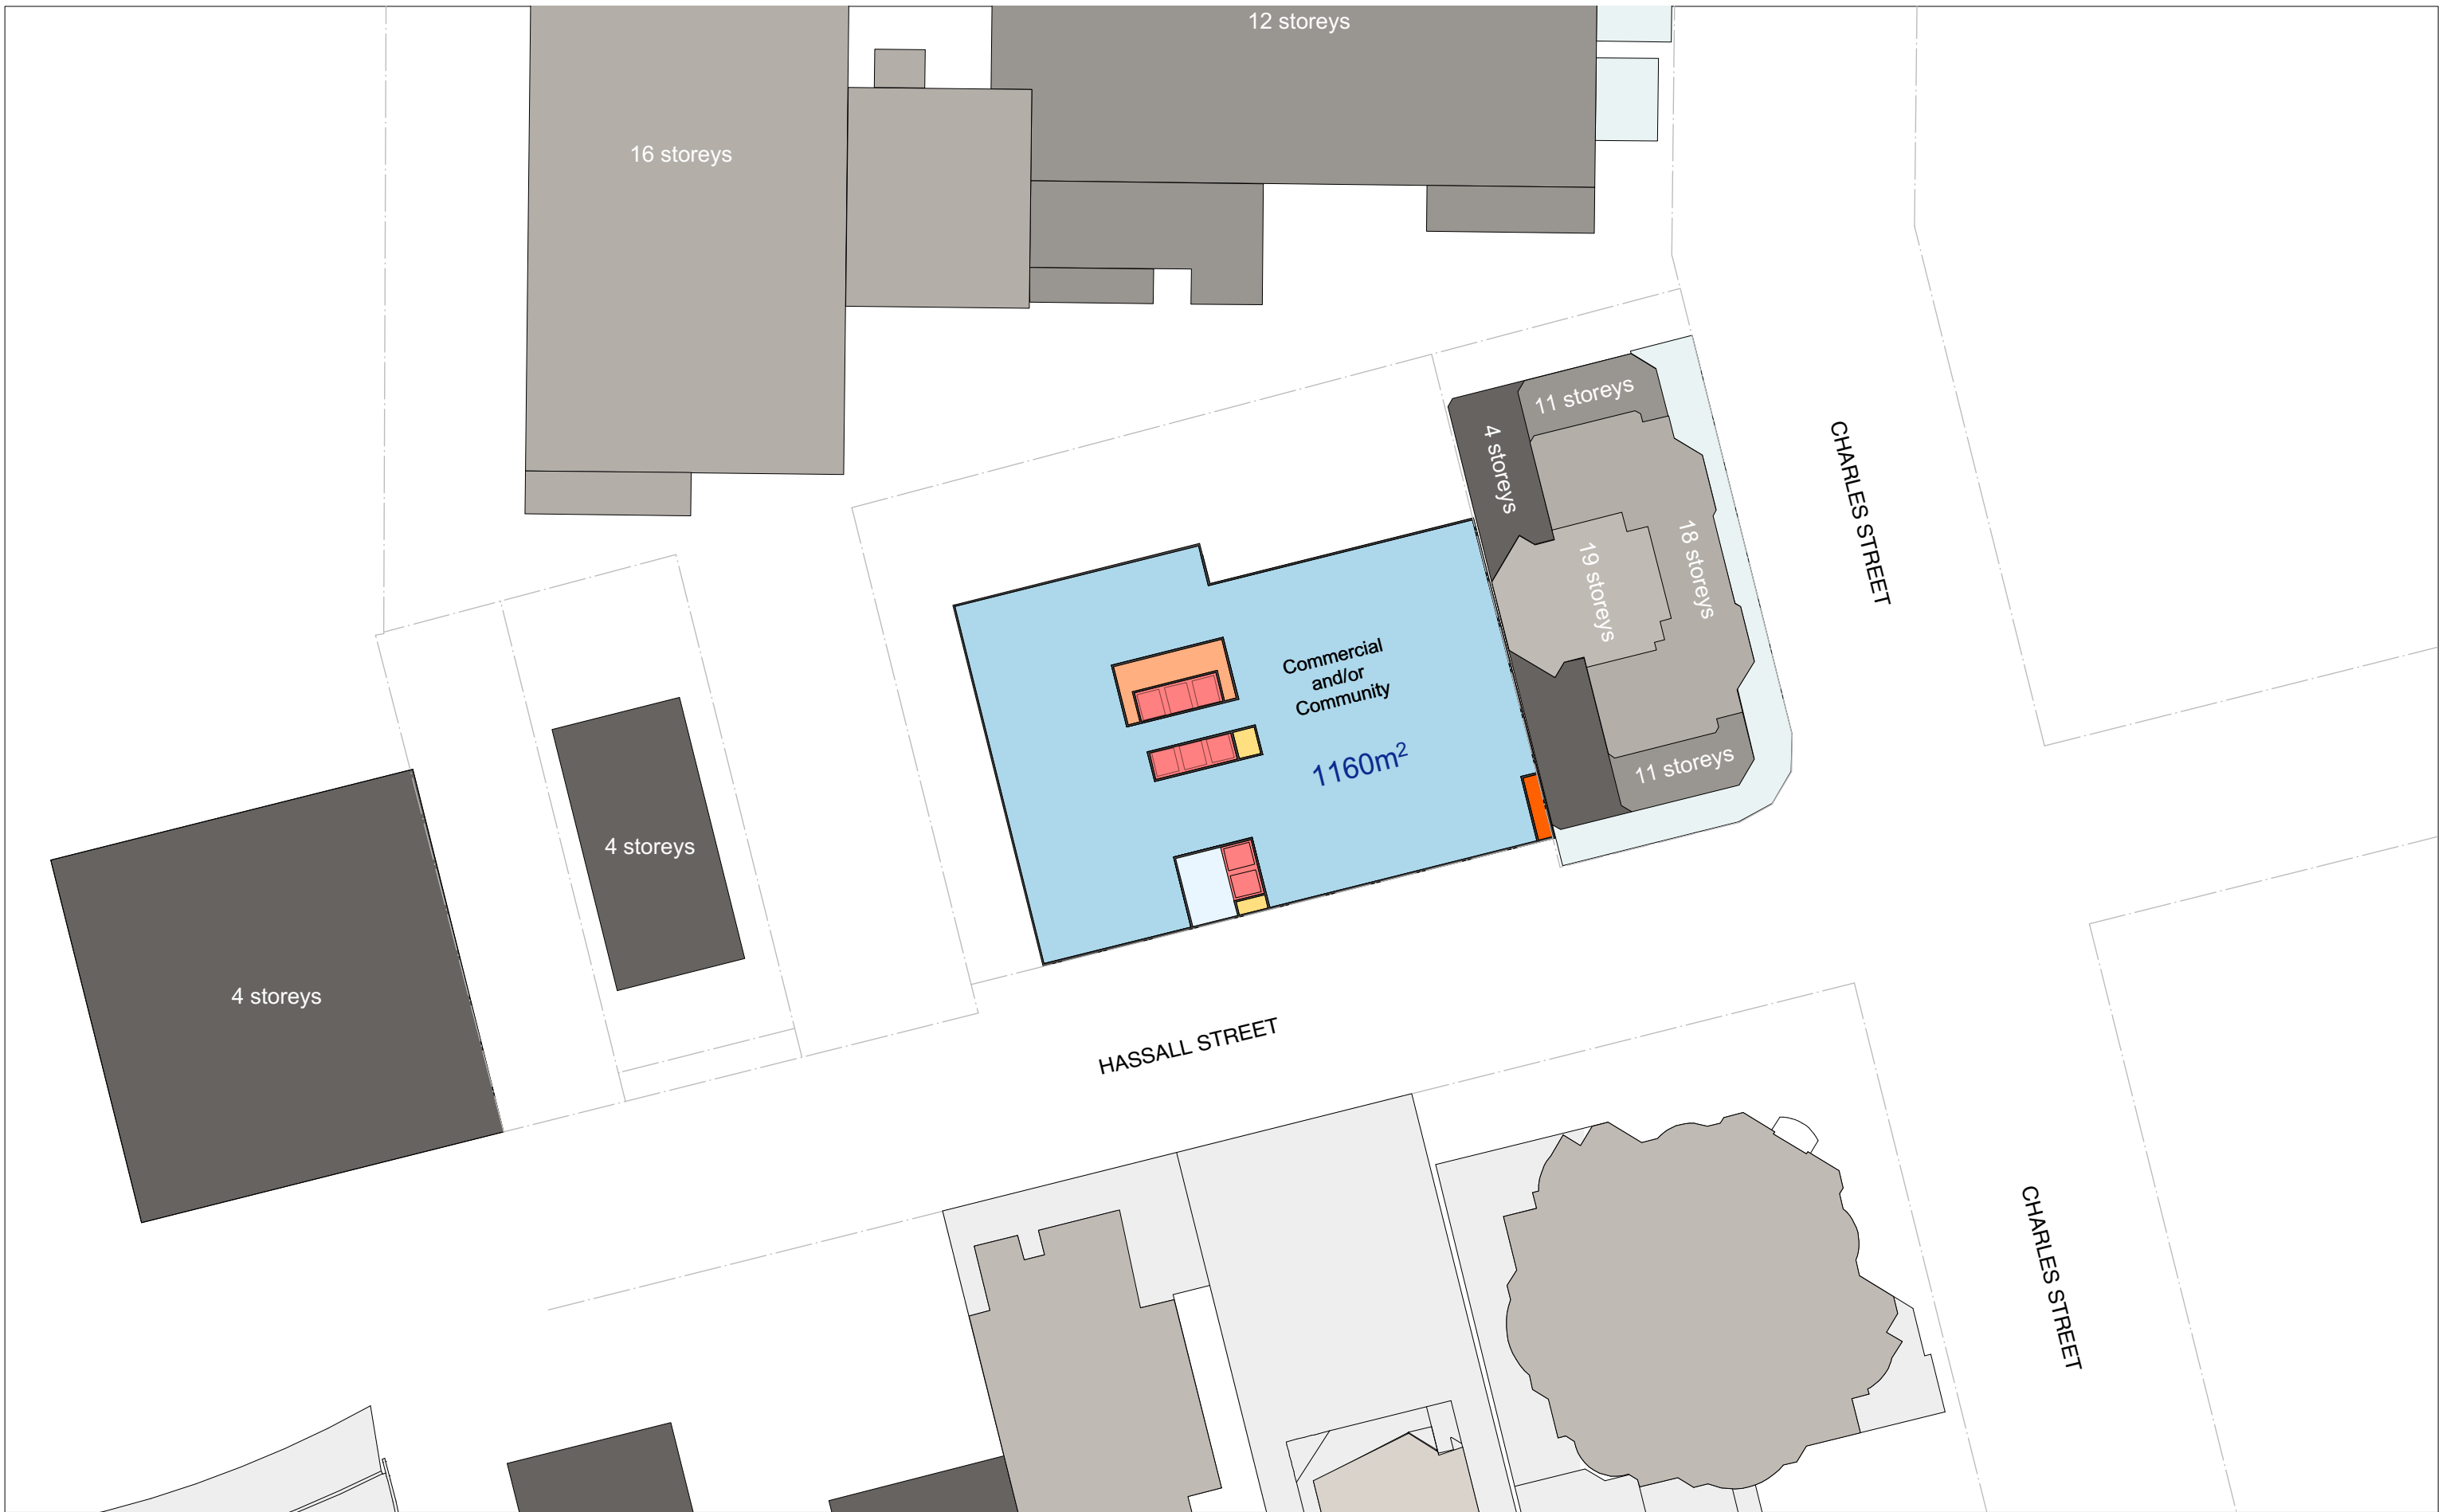 12 storeys
16 storeys
11 storeys
4 storeys
18 storeys
19 storeys
CHARLES STREET
Commercial
and/or
Community
1160m²
11 storeys
4 storeys
4 storeys
HASSALL STREET
CHARLES STREET